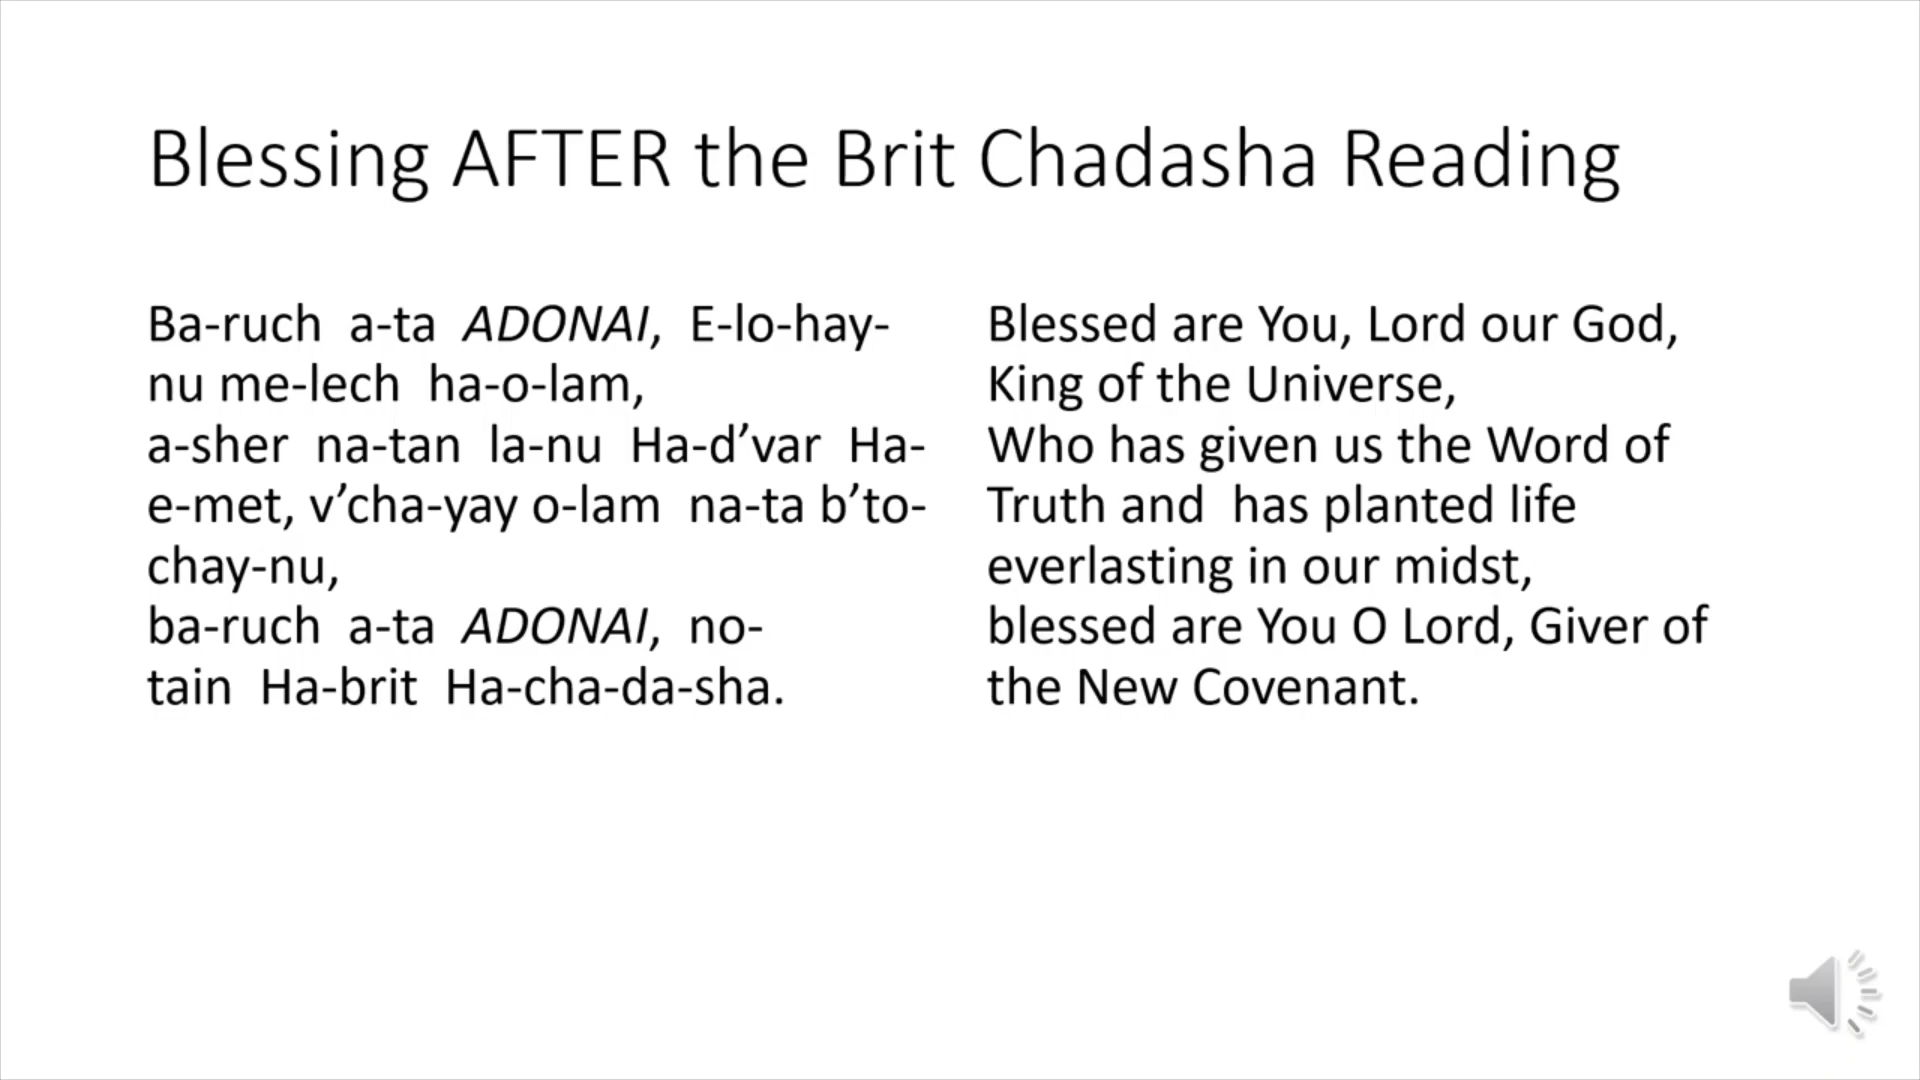 Blessing AFTER the Brit Chadasha Reading
Ba-ruch a-ta ADONAI, E-lo-hay-
nu me-lech ha-o-lam,
a-sher na-tan la-nu Ha-d’var Ha-
e-met, v’cha-yay o-lam na-ta b’to-
chay-nu,
ba-ruch a-ta ADONAI, no-
tain Ha-brit Ha-cha-da-sha.
Blessed are You, Lord our God,
King of the Universe,
Who has given us the Word of
Truth and has planted life
everlasting in our midst,
blessed are You O Lord, Giver of
the New Covenant.